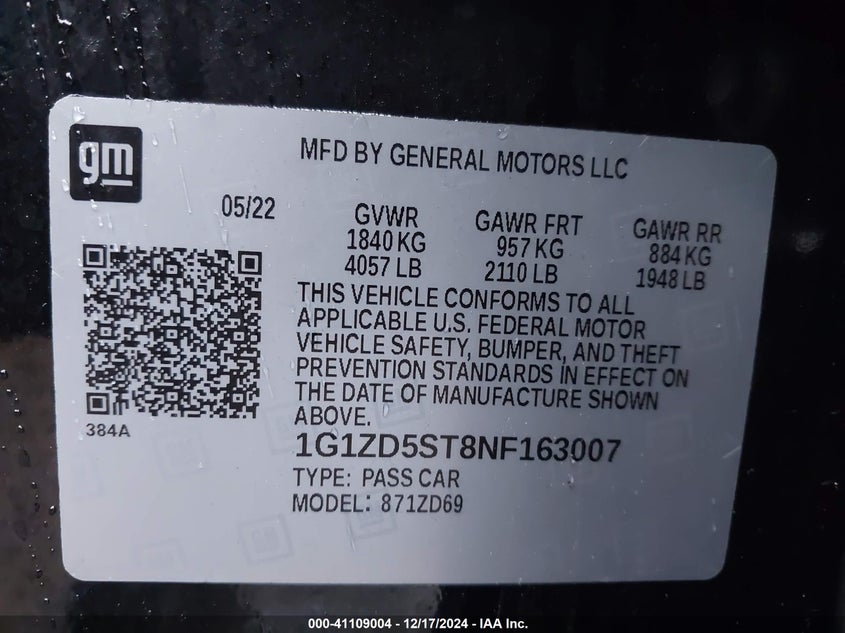 gm
MFD BY GENERAL MOTORS LLC
05/22
GVWR
1840 KG
4057 LB
GAWR FRT
957 KG
2110 LB
GAWR RR
884 KG
1948 LB
THIS VEHICLE CONFORMS TO ALL
APPLICABLE U.S. FEDERAL MOTOR
VEHICLE SAFETY, BUMPER, AND THEFT
PREVENTION STANDARDS IN EFFECT ON
THE DATE OF MANUFACTURE SHOWN
ABOVE.
384A
1G1ZD5ST8NF163007
TYPE: PASS CAR
MODEL: 871ZD69
000-41109004 - 12/17/2024 - IAA Inc.